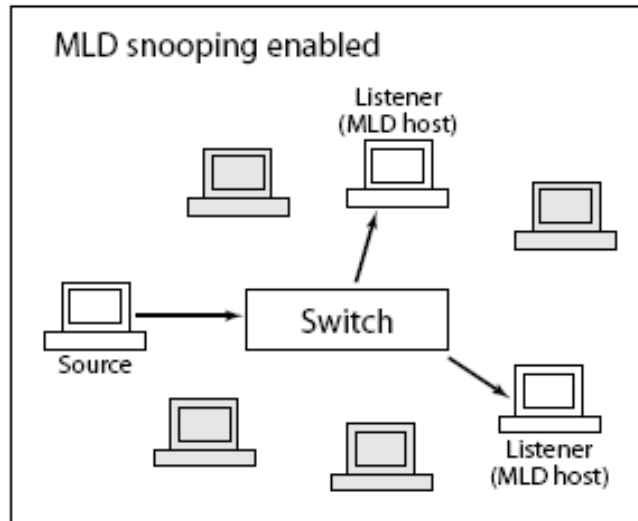 MLD snooping enabled
Listener
(MLD host)
Switch
Source
Listener
(MLD host)